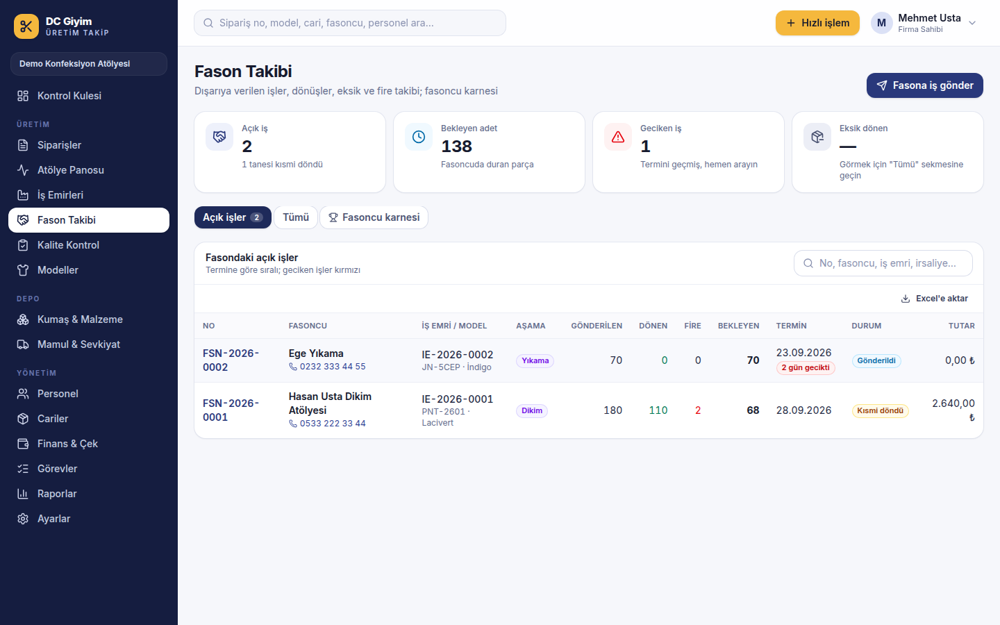 DC Giyim
ÜRETİM TAKİP
Demo Konfeksiyon Atölyesi
Kontrol Kulesi
ÜRETİM
Siparişler
Atölye Panosu
İş Emirleri
Fason Takibi
Kalite Kontrol
Modeller
DEPO
Kumaş & Malzeme
Mamul & Sevkiyat
YÖNETİM
Personel
Cariler
Finans & Çek
Görevler
Raporlar
Ayarlar
Sipariş no, model, cari, fasoncu, personel ara...
Hızlı işlem
M
Mehmet Usta
Firma Sahibi
Fason Takibi
Dışarıya verilen işler, dönüşler, eksik ve fire takibi; fasoncu karnesi
Fasona iş gönder
Açık iş
2
1 tanesi kısmi döndü
Bekleyen adet
138
Fasoncuda duran parça
Geciken iş
1
Termini geçmiş, hemen arayın
Eksik dönen
—
Görmek için "Tümü" sekmesine
geçin
Açık işler 2
Tümü
Fasoncu karnesi
Fasondaki açık işler
Termine göre sıralı; geciken işler kırmızı
No, fasoncu, iş emri, irsaliye...
Excel'e aktar
NO FASONCU İŞ EMRİ / MODEL AŞAMA GÖNDERİLEN DÖNEN FİRE BEKLEYEN TERMİN DURUM TUTAR
FSN-2026-
0002
Ege Yıkama
0232 333 44 55
IE-2026-0002
JN-5CEP · İndigo
Yıkama
70
0
0
70
23.09.2026
2 gün gecikti
Gönderildi
0,00 ₺
FSN-2026-
0001
Hasan Usta Dikim
Atölyesi
0533 222 33 44
IE-2026-0001
PNT-2601 ·
Lacivert
Dikim
180
110
2
68
28.09.2026
Kısmi döndü
2.640,00
₺